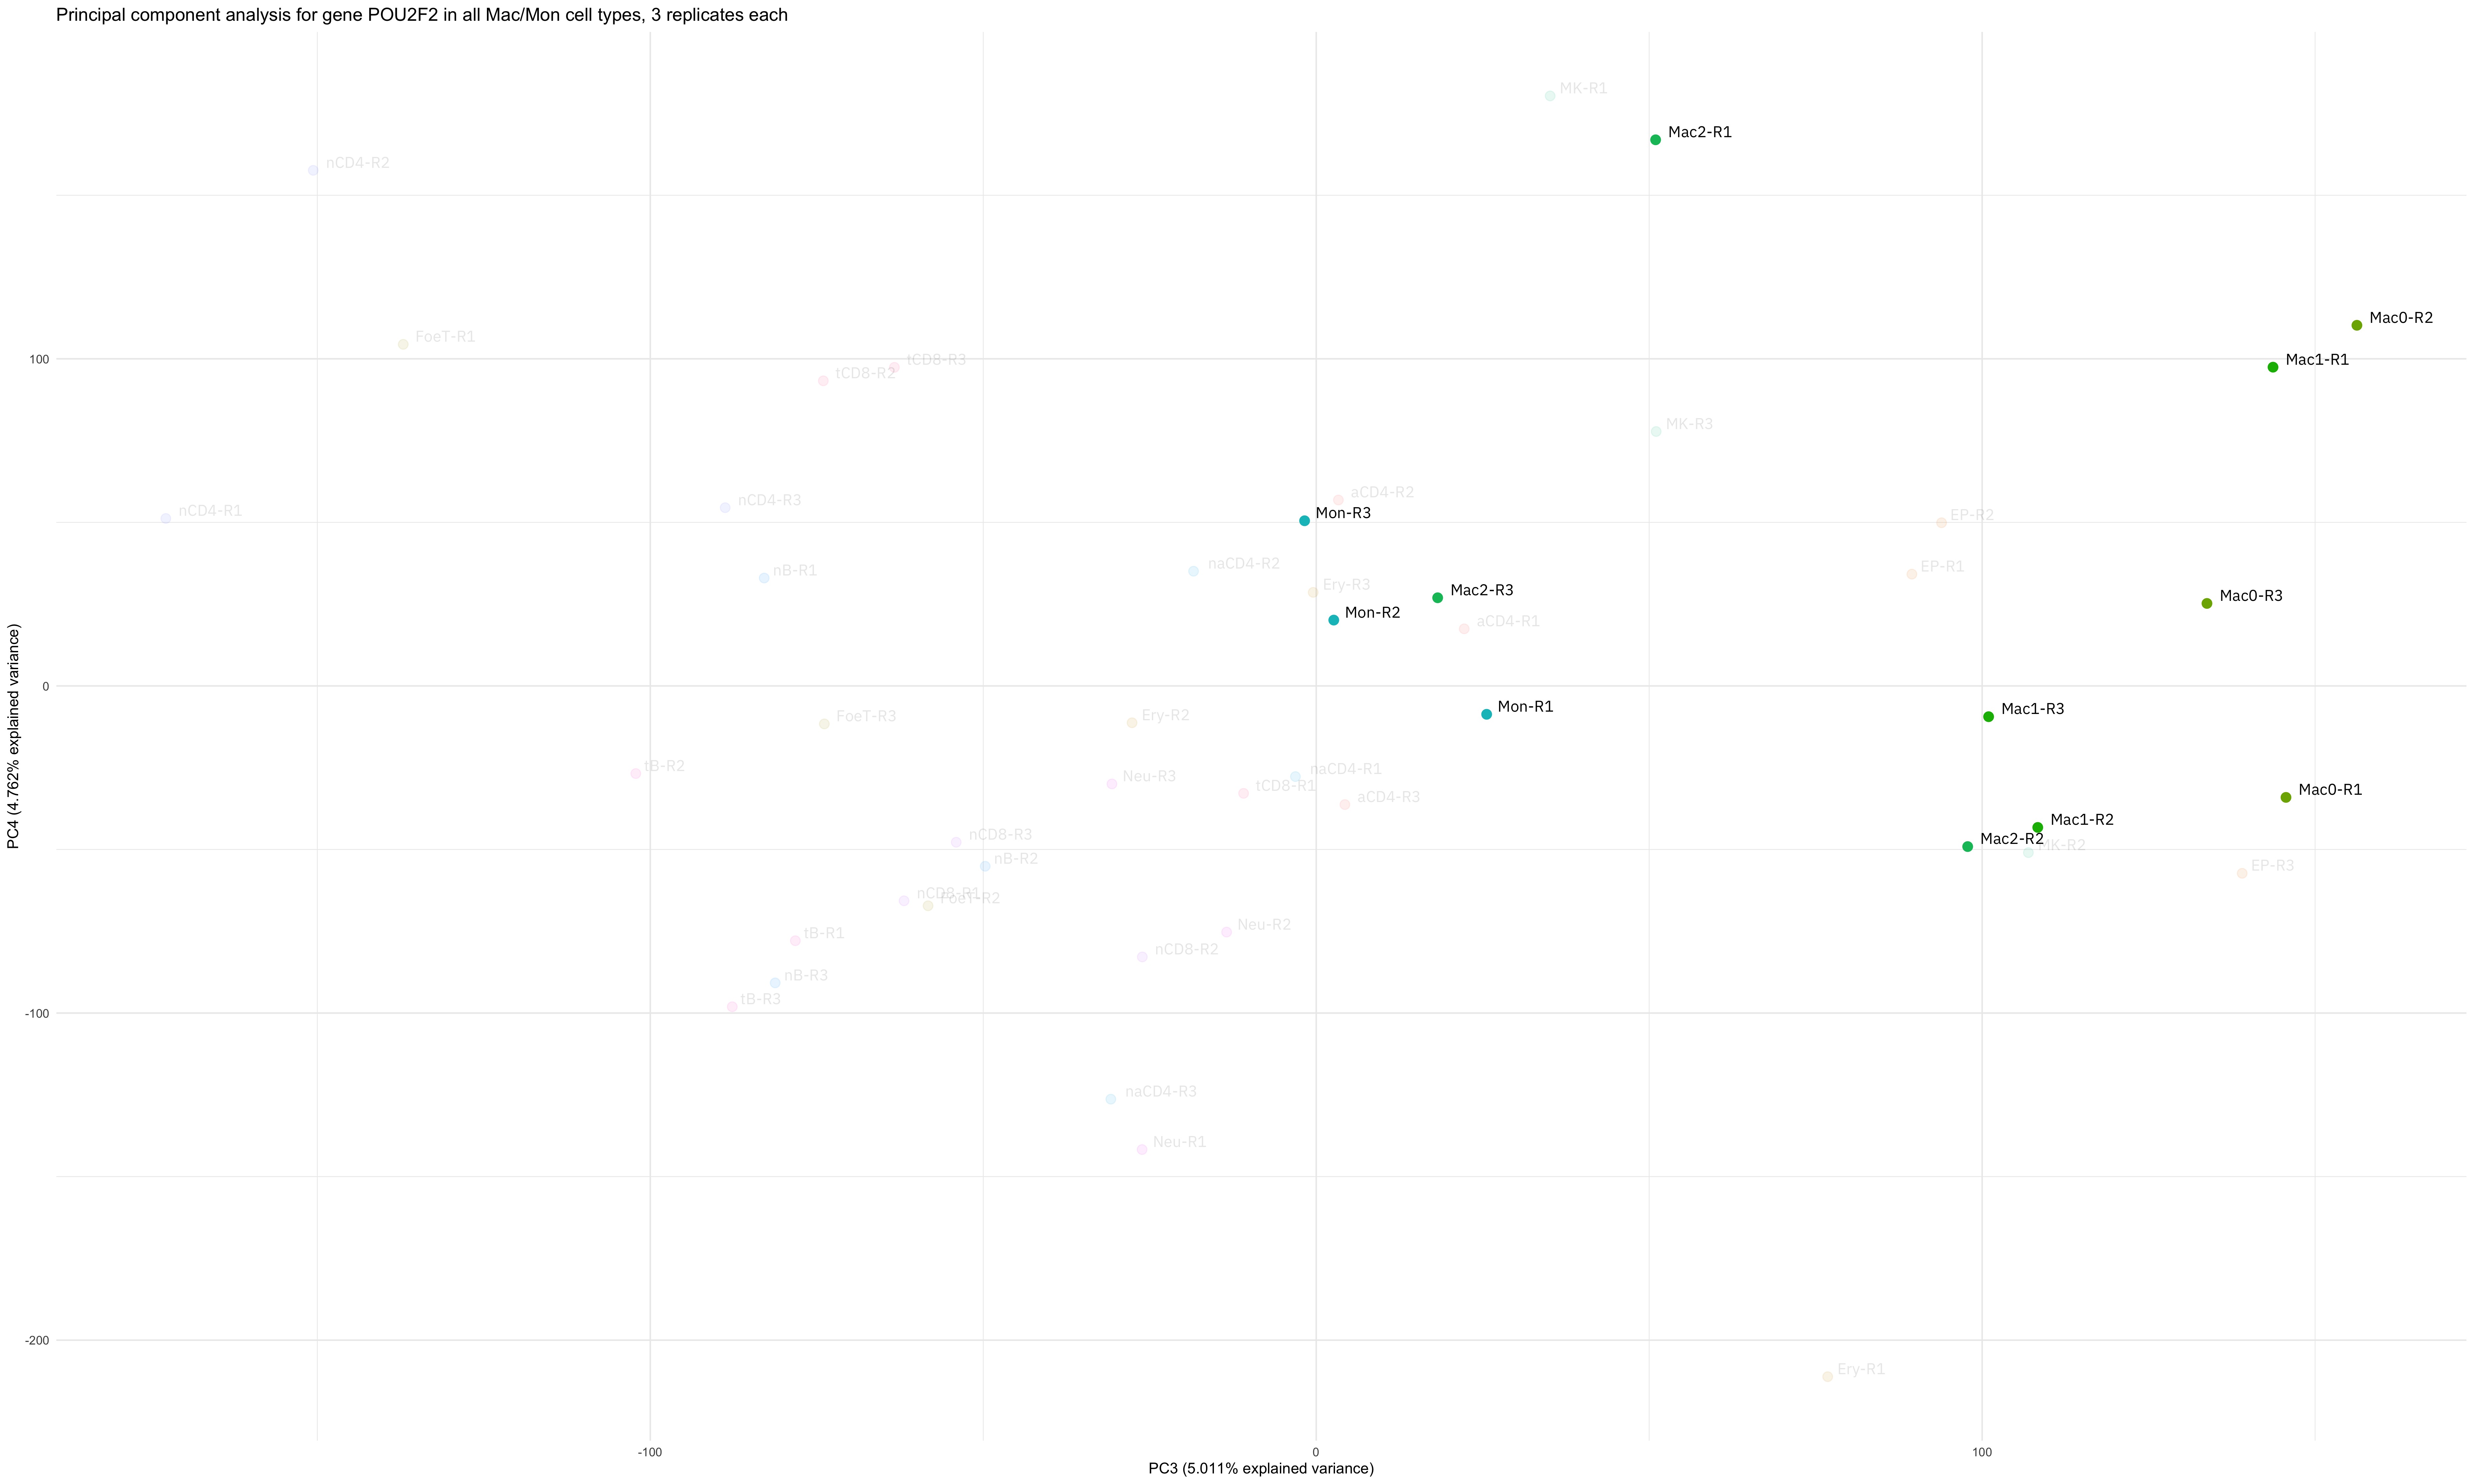 Principal component analysis for gene POU2F2 in all Mac/Mon cell types, 3 replicates each
MK-R1
Mac2-R1
nCD4-R2
Mac0-R2
FoeT-R1
tCD8-R3
Mac1-R1
100
tCD8-R2
MK-R3
nCD4-R3
aCD4-R2
nCD4-R1
Mon-R3
EP-R2
nB-R1
naCD4-R2
EP-R1
Ery-R3
Mac2-R3
Mac0-R3
Mon-R2
aCD4-R1
0
Mon-R1
Mac1-R3
FoeT-R3
Ery-R2
tB-R2
Neu-R3
naCD4-R1
tCD8-R1
Mac0-R1
aCD4-R3
Mac1-R2
nCD8-R3
Mac2-R2
MK-R2
nB-R2
EP-R3
nCD8-R1
FoeT-R2
Neu-R2
tB-R1
nCD8-R2
nB-R3
tB-R3
-100
naCD4-R3
Neu-R1
-200
Ery-R1
PC4 (4.762% explained variance)
-100
0
100
PC3 (5.011% explained variance)